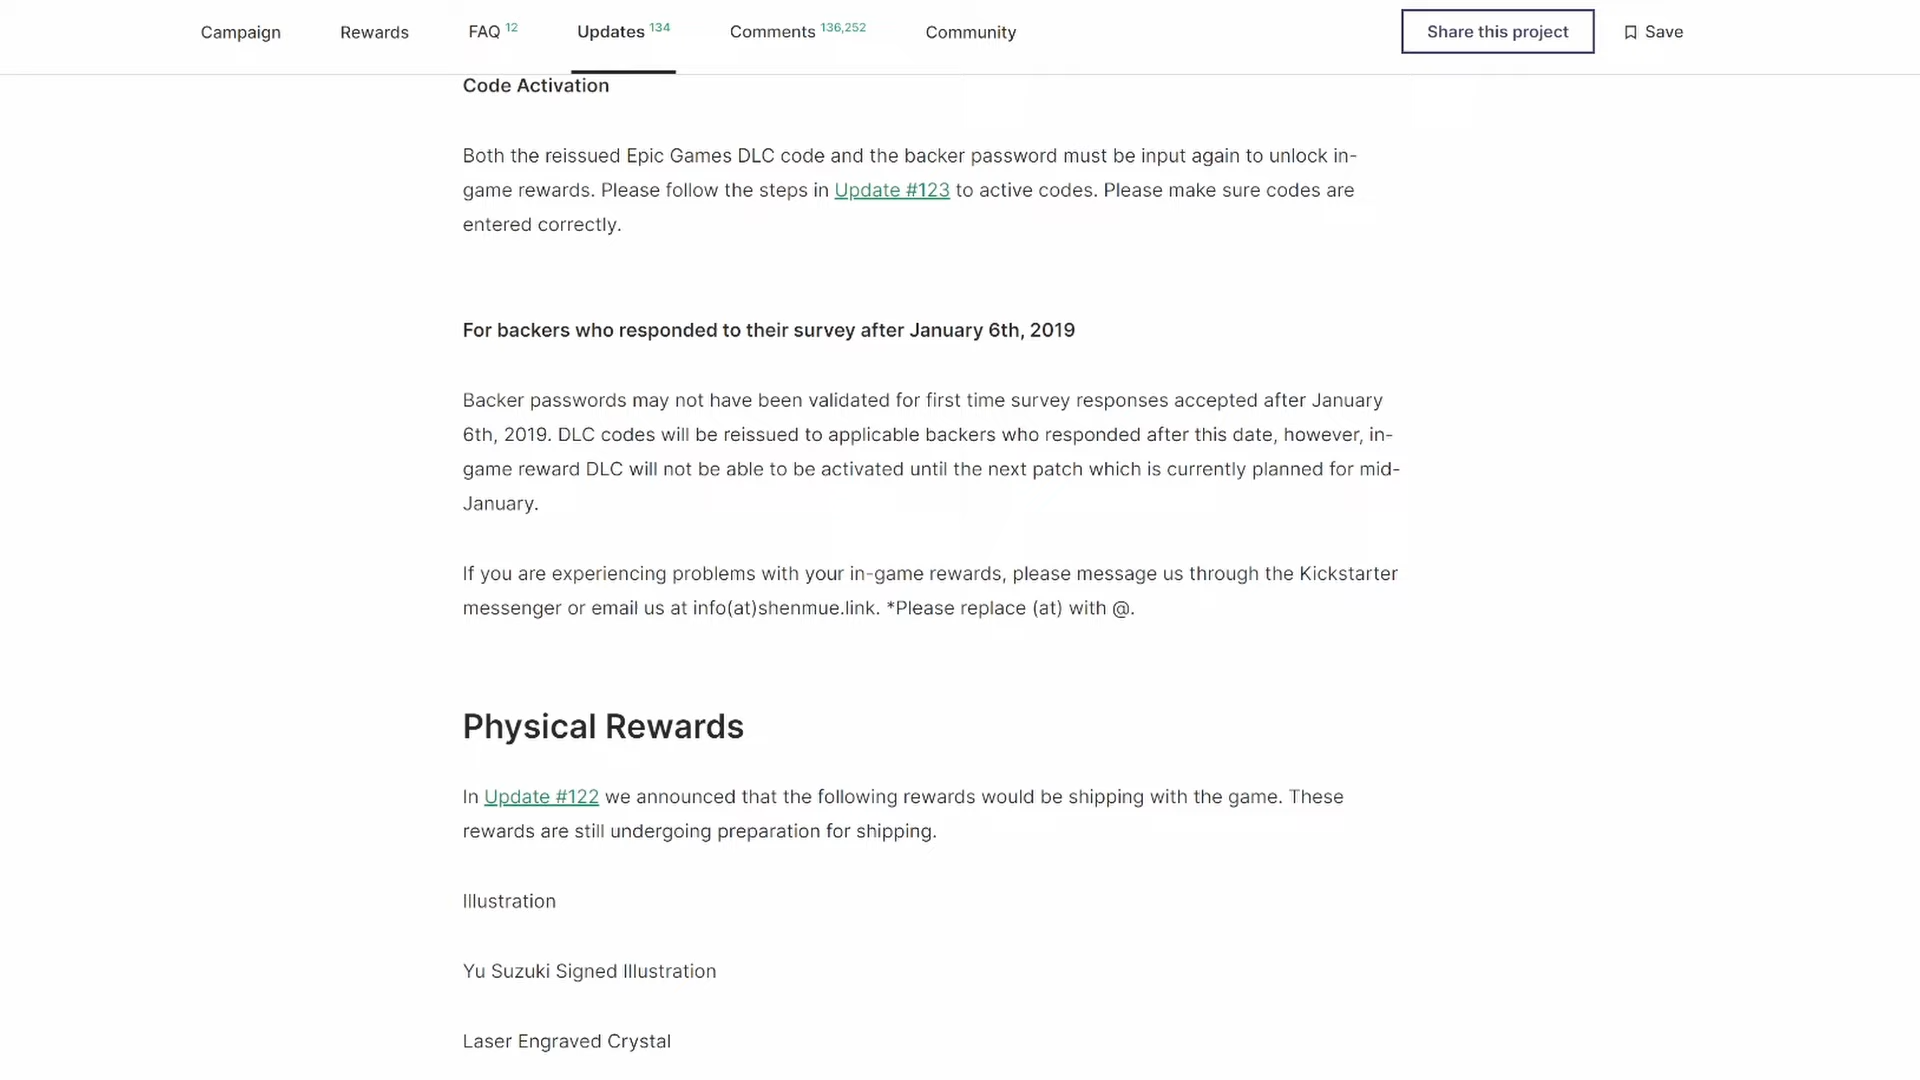 Campaign Rewards FAQ 12 Updates 134 Comments 136,252 Community Share this project Save
Code Activation
Both the reissued Epic Games DLC code and the backer password must be input again to unlock in-
game rewards. Please follow the steps in Update #123 to active codes. Please make sure codes are
entered correctly.
For backers who responded to their survey after January 6th, 2019
Backer passwords may not have been validated for first time survey responses accepted after January
6th, 2019. DLC codes will be reissued to applicable backers who responded after this date, however, in-
game reward DLC will not be able to be activated until the next patch which is currently planned for mid-
January.
If you are experiencing problems with your in-game rewards, please message us through the Kickstarter
messenger or email us at info(at)shenmue.link. *Please replace (at) with @.
Physical Rewards
In Update #122 we announced that the following rewards would be shipping with the game. These
rewards are still undergoing preparation for shipping.
Illustration
Yu Suzuki Signed Illustration
Laser Engraved Crystal